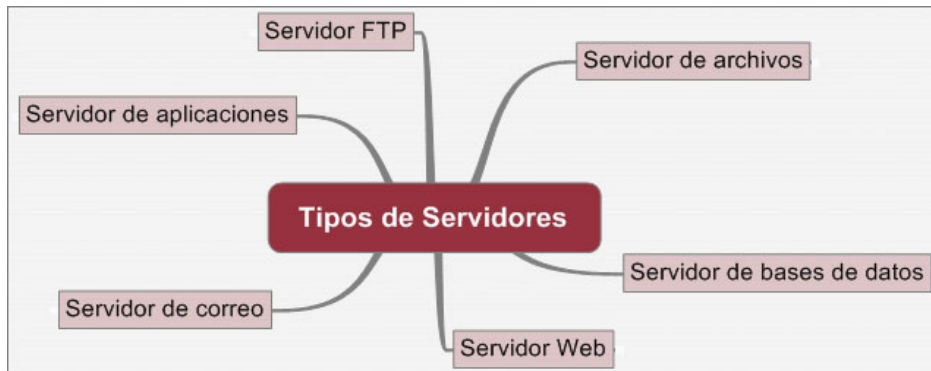 Servidor FTP
Servidor de archivos
Servidor de aplicaciones
Tipos de Servidores
Servidor de bases de datos
Servidor de correo
Servidor Web